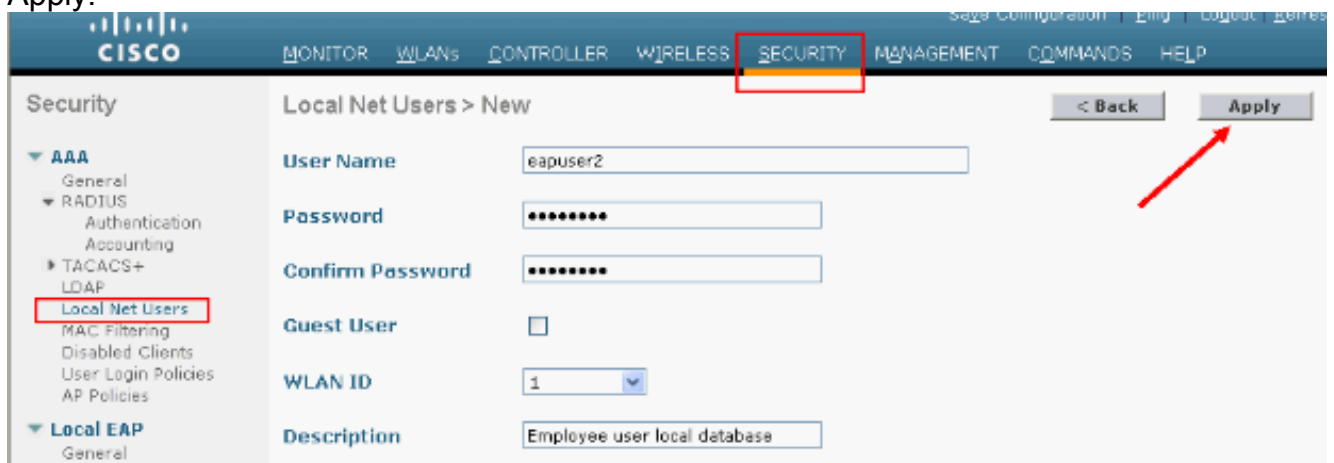 Apply.
Save Configuration | Ping | Logout | Refres
CISCO
MONITOR WLANs CONTROLLER WIRELESS SECURITY MANAGEMENT COMMANDS HELP
Security
Local Net Users > New
< Back
Apply
AAA
General
RADIUS
Authentication
Accounting
TACACS+
LDAP
Local Net Users
MAC Filtering
Disabled Clients
User Login Policies
AP Policies
Local EAP
General
User Name eapuser2
Password ••••••••
Confirm Password ••••••••
Guest User
WLAN ID 1
Description Employee user local database